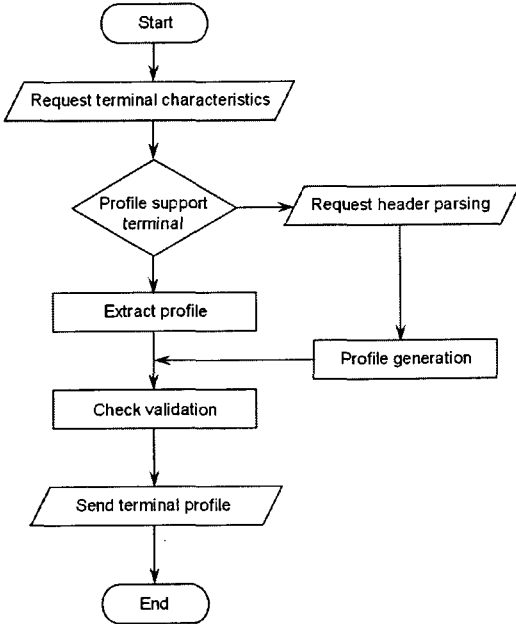 Start
Request terminal characteristics
Profile support
terminal
Request header parsing
Extract profile
Profile generation
Check validation
Send terminal profile
End